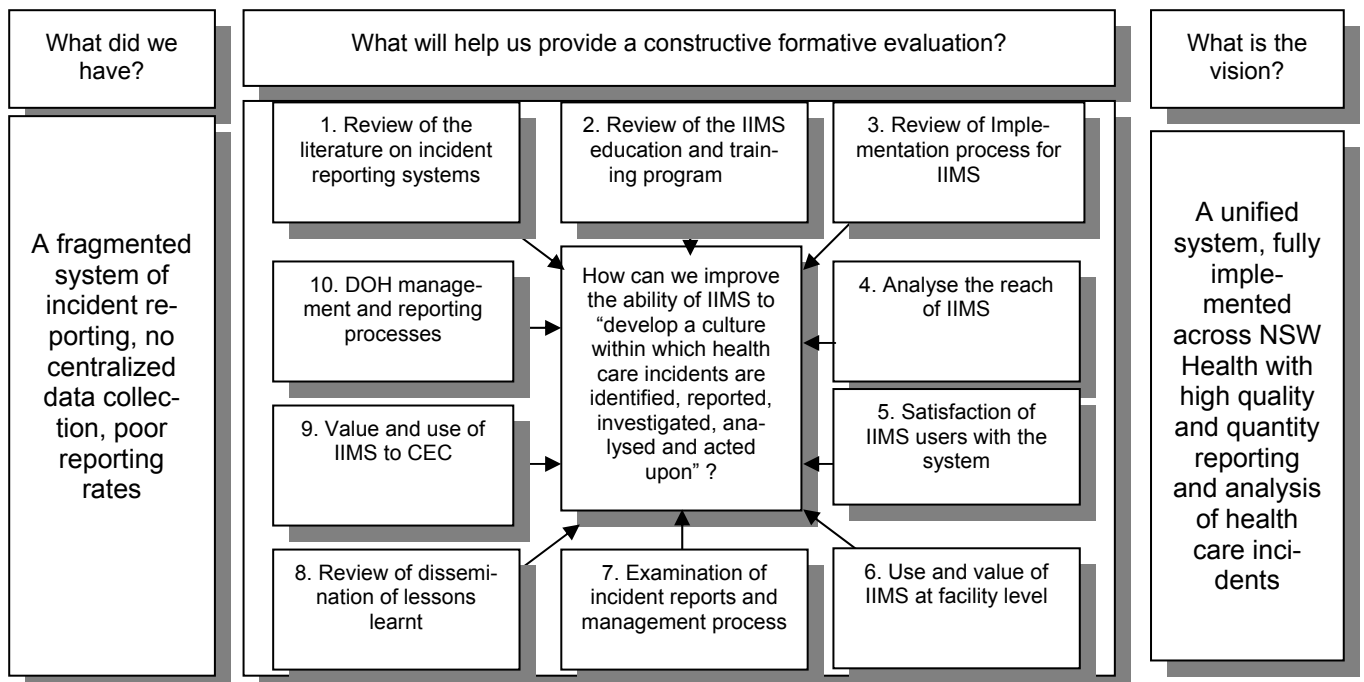 What did we
have?
What will help us provide a constructive formative evaluation?
What is the
vision?
A fragmented
system of
incident re-
porting, no
centralized
data collec-
tion, poor
reporting
rates
1. Review of the
literature on incident
reporting systems
2. Review of the IIMS
education and train-
ing program
3. Review of Imple-
mentation process for
IIMS
10. DOH manage-
ment and reporting
processes
How can we improve
the ability of IIMS to
“develop a culture
within which health
care incidents are
identified, reported,
investigated, ana-
lysed and acted
upon” ?
4. Analyse the reach
of IIMS
9. Value and use of
IIMS to CEC
5. Satisfaction of
IIMS users with the
system
8. Review of dissemi-
nation of lessons
learnt
7. Examination of
incident reports and
management process
6. Use and value of
IIMS at facility level
A unified
system, fully
imple-
mented
across NSW
Health with
high quality
and quantity
reporting
and analysis
of health
care inci-
dents